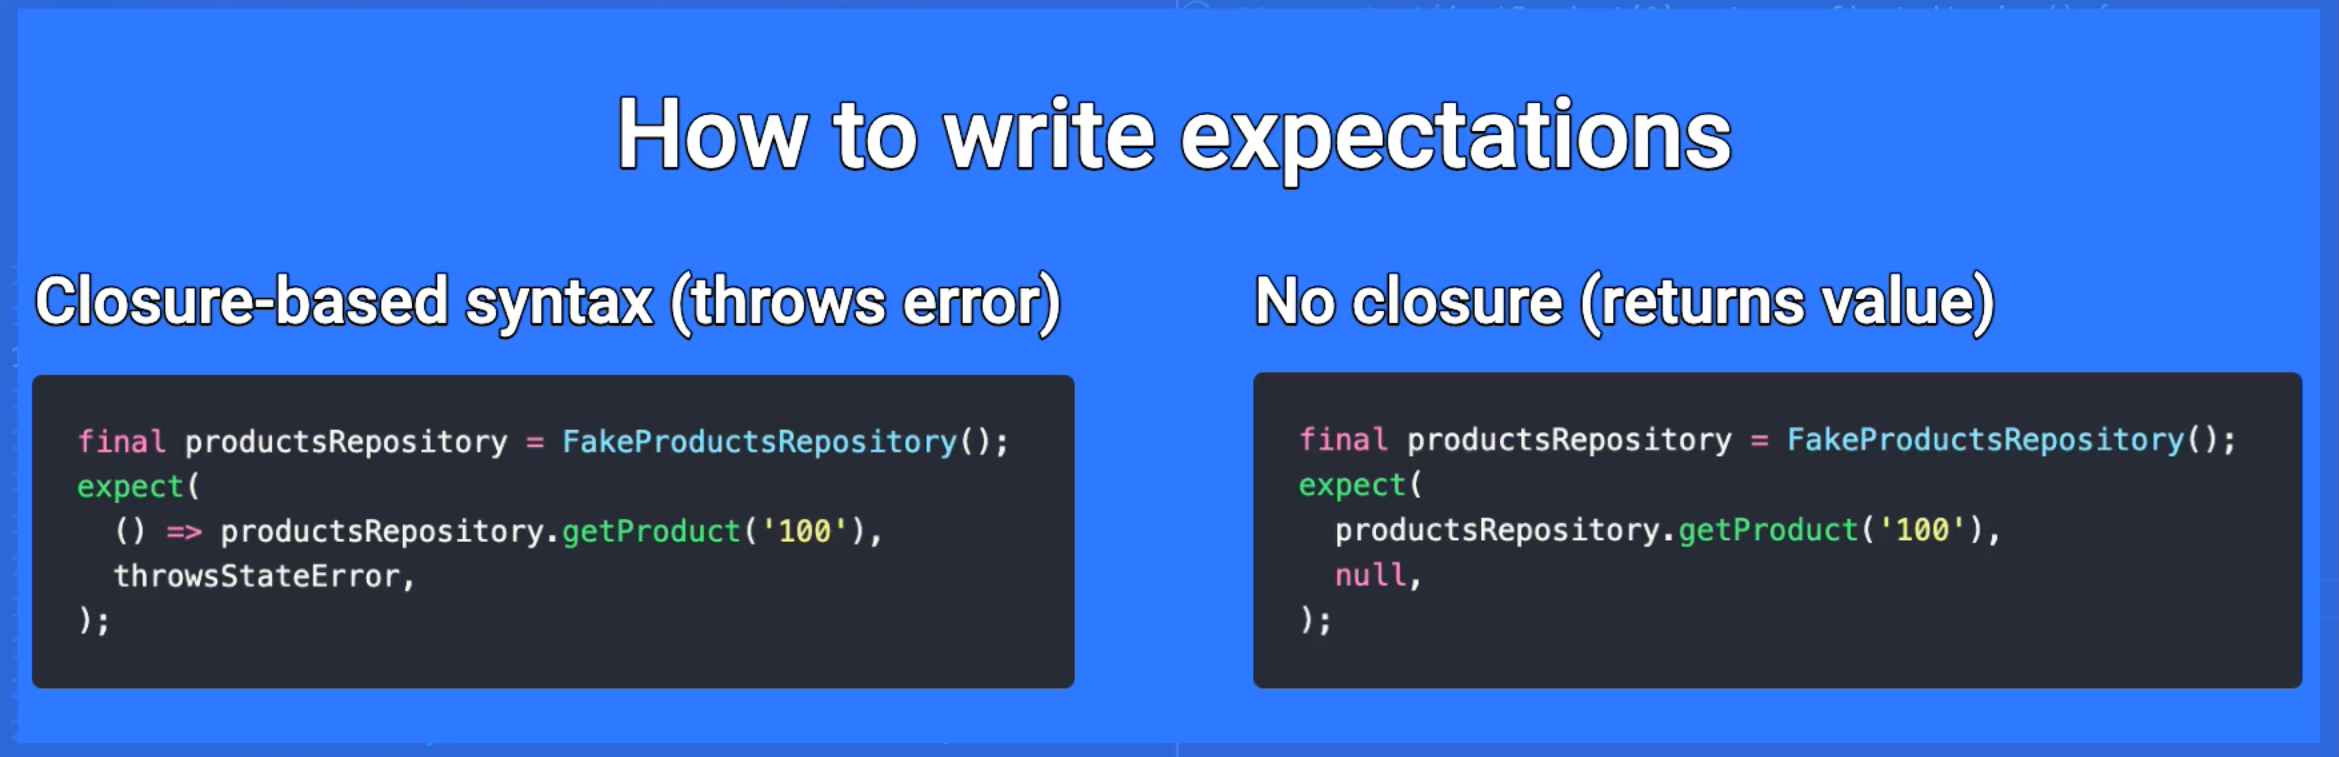 How to write expectations
Closure-based syntax (throws error)
final productsRepository = FakeProductsRepository();
expect(
  () => productsRepository.getProduct('100'),
  throwsStateError,
);
No closure (returns value)
final productsRepository = FakeProductsRepository();
expect(
  productsRepository.getProduct('100'),
  null,
);